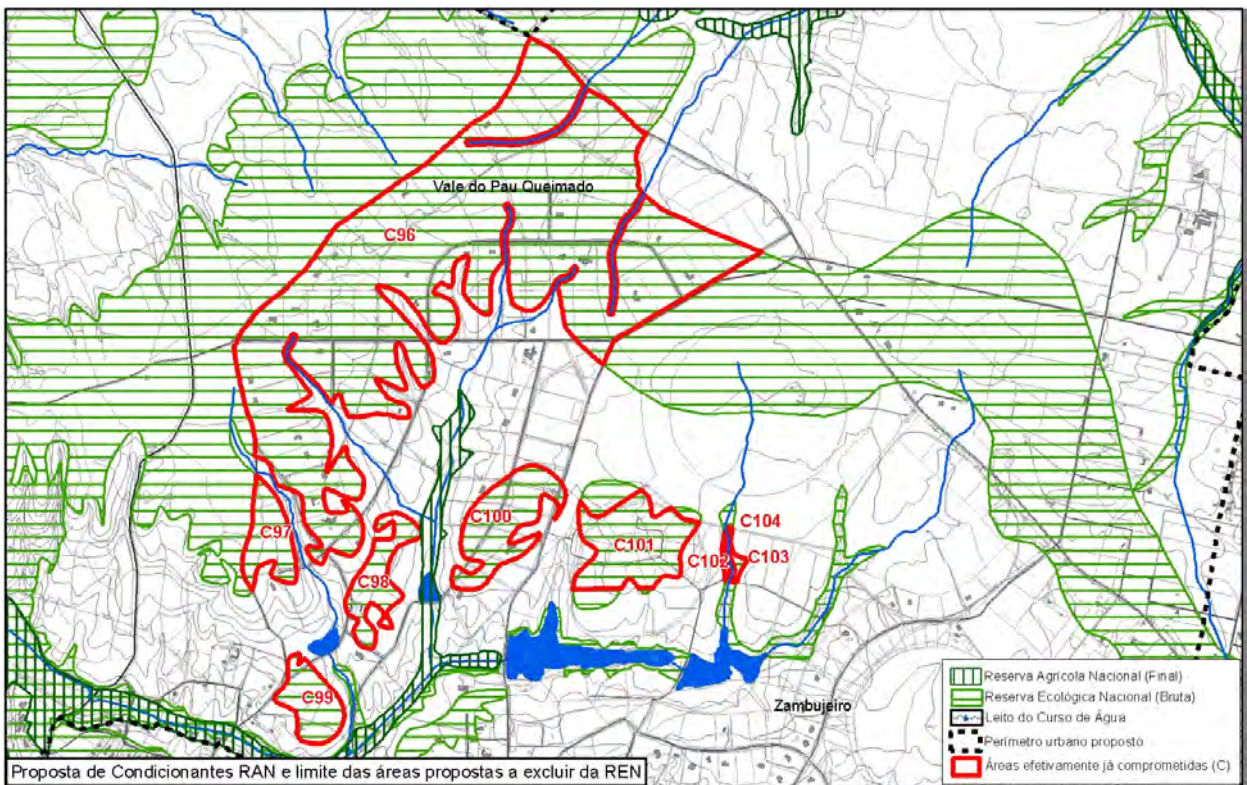 Vale do Pau Queimado
C96
C104
C100
C101
C97
C102
C103
C98
C99
Zambujeiro
Reserva Agrícola Nacional (Final)
Reserva Ecológica Nacional (Bruta)
Leito do Curso de Água
Perímetro urbano proposto
Áreas efetivamente já comprometidas (C)
Proposta de Condicionantes RAN e limite das áreas propostas a excluir da REN